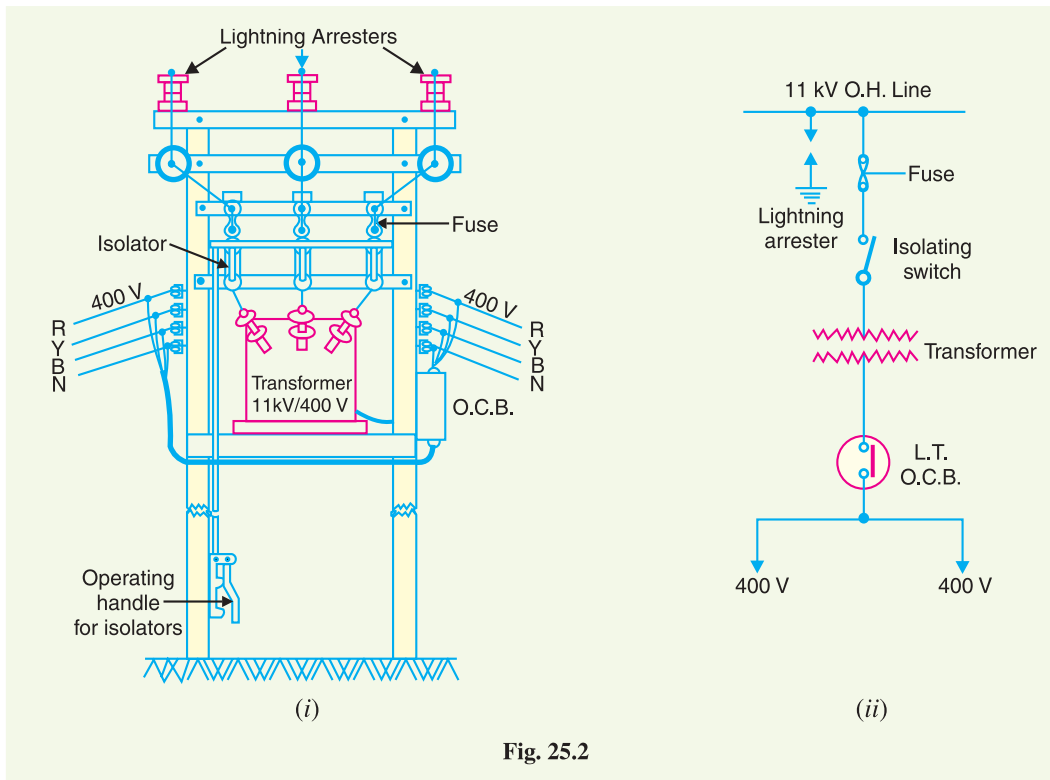 Lightning Arresters
Isolator
Fuse
400 V
R
Y
B
N
400 V
R
Y
B
N
Transformer
11kV/400 V
O.C.B.
Operating
handle
for isolators
(i)
11 kV O.H. Line
Fuse
Lightning
arrester
Isolating
switch
Transformer
L.T.
O.C.B.
400 V
400 V
(ii)
Fig. 25.2